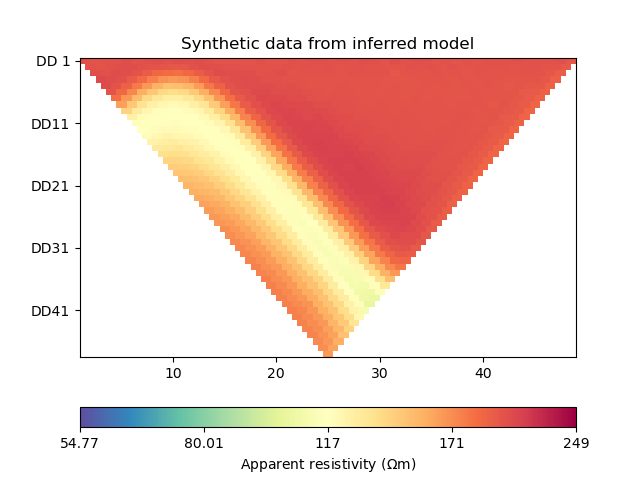 Synthetic data from inferred model
DD 1
DD11
DD21
DD31
DD41
10 20 30 40
54.77 80.01 117 171 249
Apparent resistivity (Ωm)